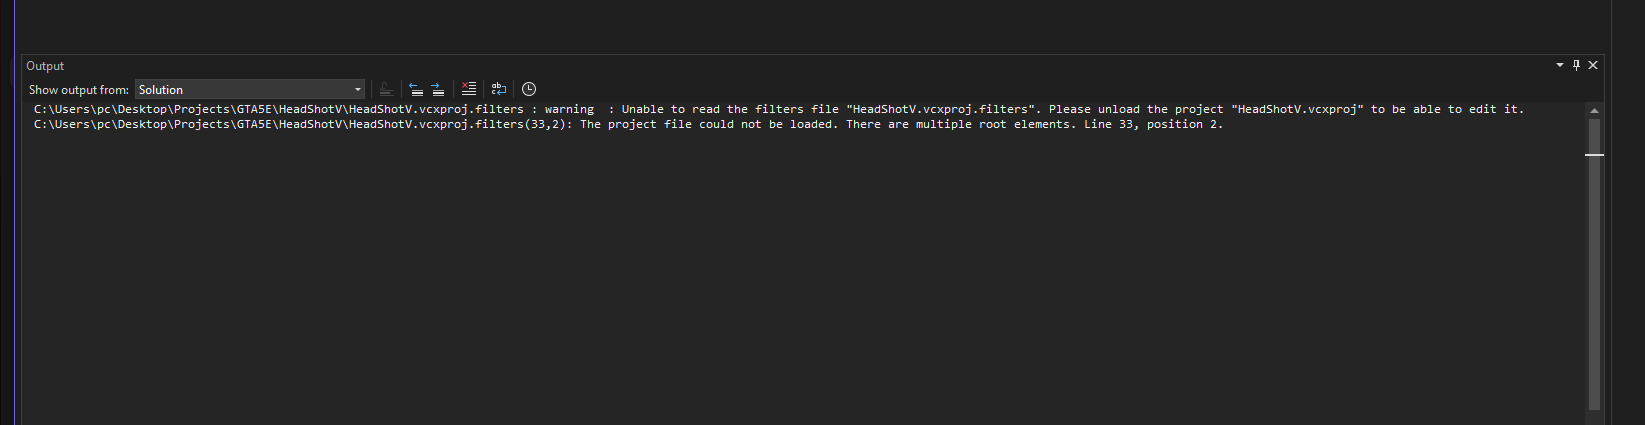 Output
Show output from: Solution
C:\Users\pc\Desktop\Projects\GTA5E\HeadShotV\HeadShotV.vcxproj.filters : warning  : Unable to read the filters file "HeadShotV.vcxproj.filters". Please unload the project "HeadShotV.vcxproj" to be able to edit it.
C:\Users\pc\Desktop\Projects\GTA5E\HeadShotV\HeadShotV.vcxproj.filters(33,2): The project file could not be loaded. There are multiple root elements. Line 33, position 2.